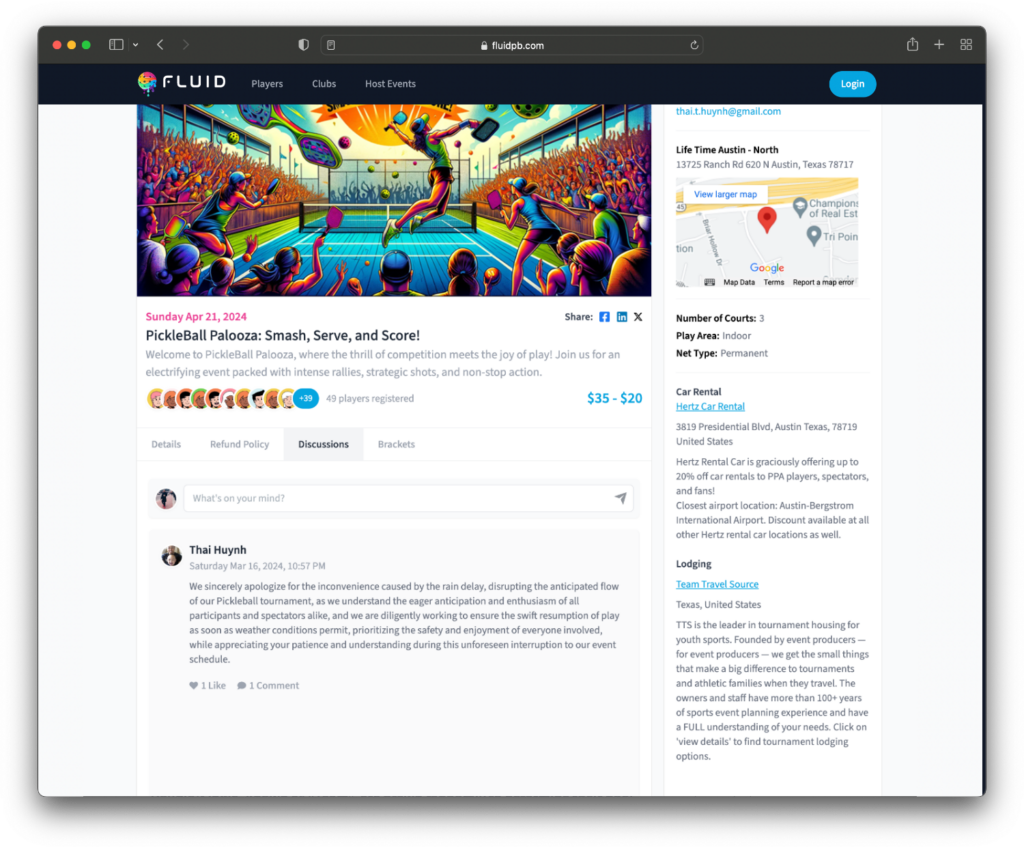 fluidpb.com
FLUID
Players
Clubs
Host Events
Login
Sunday Apr 21, 2024
Share:
PickleBall Palooza: Smash, Serve, and Score!
Welcome to PickleBall Palooza, where the thrill of competition meets the joy of play! Join us for an
electrifying event packed with intense rallies, strategic shots, and non-stop action.
+39
49 players registered
$35 - $20
Details
Refund Policy
Discussions
Brackets
What's on your mind?
Thai Huynh
Saturday Mar 16, 2024, 10:57 PM
We sincerely apologize for the inconvenience caused by the rain delay, disrupting the anticipated flow
of our Pickleball tournament, as we understand the eager anticipation and enthusiasm of all
participants and spectators alike, and we are diligently working to ensure the swift resumption of play
as soon as weather conditions permit, prioritizing the safety and enjoyment of everyone involved,
while appreciating your patience and understanding during this unforeseen interruption to our event
schedule.
1 Like
1 Comment
thai.t.huynh@gmail.com
Life Time Austin - North
13725 Ranch Rd 620 N Austin, Texas 78717
View larger map
45
Champions
of Real Est
Tri Poin
Briar Hollow Dr
tion
Google
Map Data
Terms
Report a map error
Number of Courts: 3
Play Area: Indoor
Net Type: Permanent
Car Rental
Hertz Car Rental
3819 Presidential Blvd, Austin Texas, 78719
United States
Hertz Rental Car is graciously offering up to
20% off car rentals to PPA players, spectators,
and fans!
Closest airport location: Austin-Bergstrom
International Airport. Discount available at all
other Hertz rental car locations as well.
Lodging
Team Travel Source
Texas, United States
TTS is the leader in tournament housing for
youth sports. Founded by event producers —
for event producers — we get the small things
that make a big difference to tournaments
and athletic families when they travel. The
owners and staff have more than 100+ years
of sports event planning experience and have
a FULL understanding of your needs. Click on
'view details' to find tournament lodging
options.